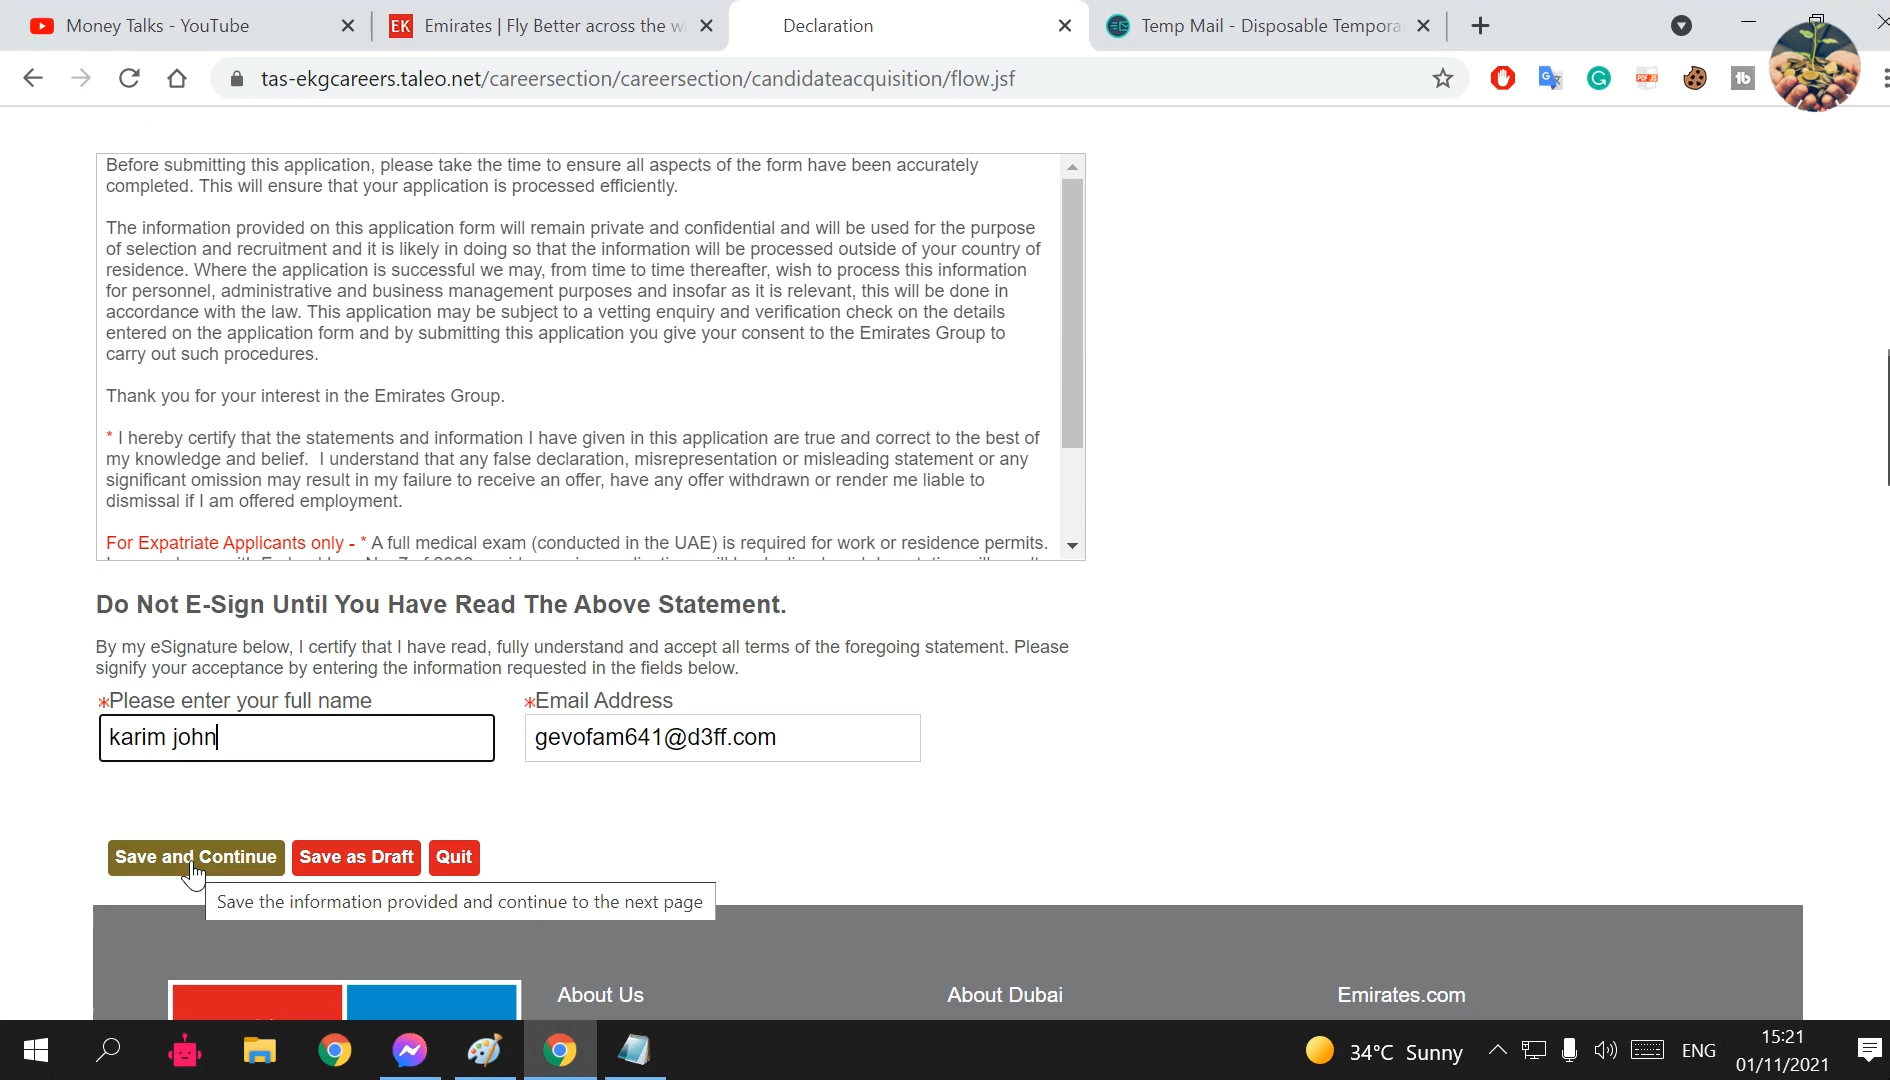 Money Talks - YouTube
EK Emirates | Fly Better across the w
Declaration
Temp Mail - Disposable Tempora
tas-ekgcareers.taleo.net/careersection/careersection/candidateacquisition/flow.jsf
Before submitting this application, please take the time to ensure all aspects of the form have been accurately
completed. This will ensure that your application is processed efficiently.
The information provided on this application form will remain private and confidential and will be used for the purpose
of selection and recruitment and it is likely in doing so that the information will be processed outside of your country of
residence. Where the application is successful we may, from time to time thereafter, wish to process this information
for personnel, administrative and business management purposes and insofar as it is relevant, this will be done in
accordance with the law. This application may be subject to a vetting enquiry and verification check on the details
entered on the application form and by submitting this application you give your consent to the Emirates Group to
carry out such procedures.
Thank you for your interest in the Emirates Group.
* I hereby certify that the statements and information I have given in this application are true and correct to the best of
my knowledge and belief.  I understand that any false declaration, misrepresentation or misleading statement or any
significant omission may result in my failure to receive an offer, have any offer withdrawn or render me liable to
dismissal if I am offered employment.
For Expatriate Applicants only - * A full medical exam (conducted in the UAE) is required for work or residence permits.
Do Not E-Sign Until You Have Read The Above Statement.
By my eSignature below, I certify that I have read, fully understand and accept all terms of the foregoing statement. Please
signify your acceptance by entering the information requested in the fields below.
*Please enter your full name
*Email Address
karim john
gevofam641@d3ff.com
Save and Continue
Save as Draft
Quit
Save the information provided and continue to the next page
About Us
About Dubai
Emirates.com
34°C Sunny
ENG
15:21
01/11/2021